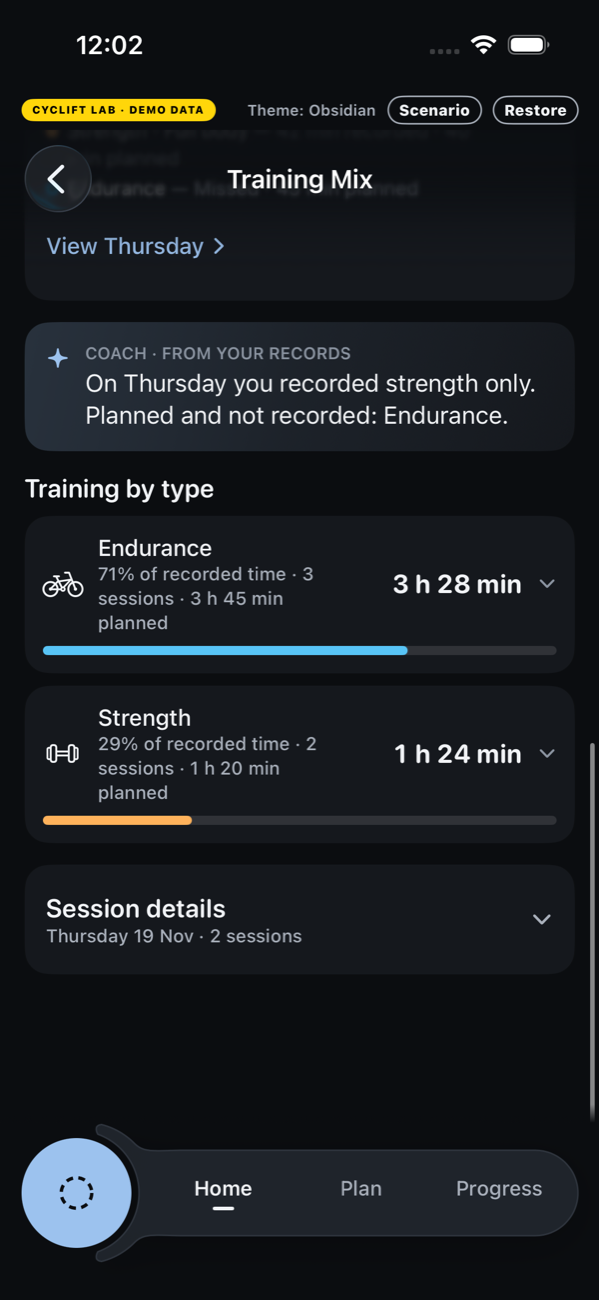 12:02
CYCLIFT LAB · DEMO DATA
Theme: Obsidian
Scenario
Restore
Training Mix
View Thursday
COACH · FROM YOUR RECORDS
On Thursday you recorded strength only.
Planned and not recorded: Endurance.
Training by type
Endurance
71% of recorded time · 3
sessions · 3 h 45 min
planned
3 h 28 min
Strength
29% of recorded time · 2
sessions · 1 h 20 min
planned
1 h 24 min
Session details
Thursday 19 Nov · 2 sessions
Home
Plan
Progress